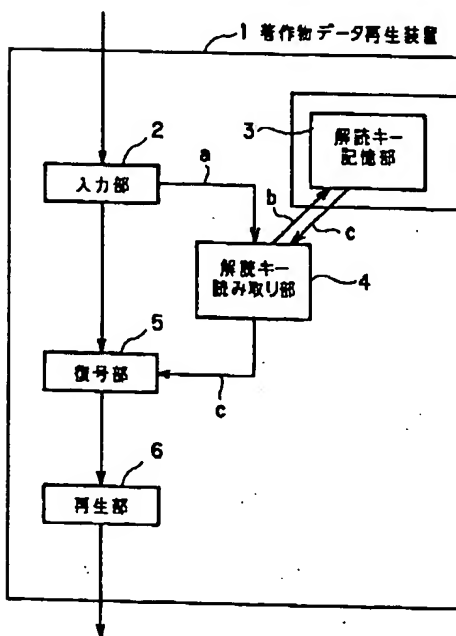 1 著作物データ再生装置
3
解読キー
記憶部
2
入力部
a
b
c
解読キー
読み取り部
4
5
復号部
c
6
再生部